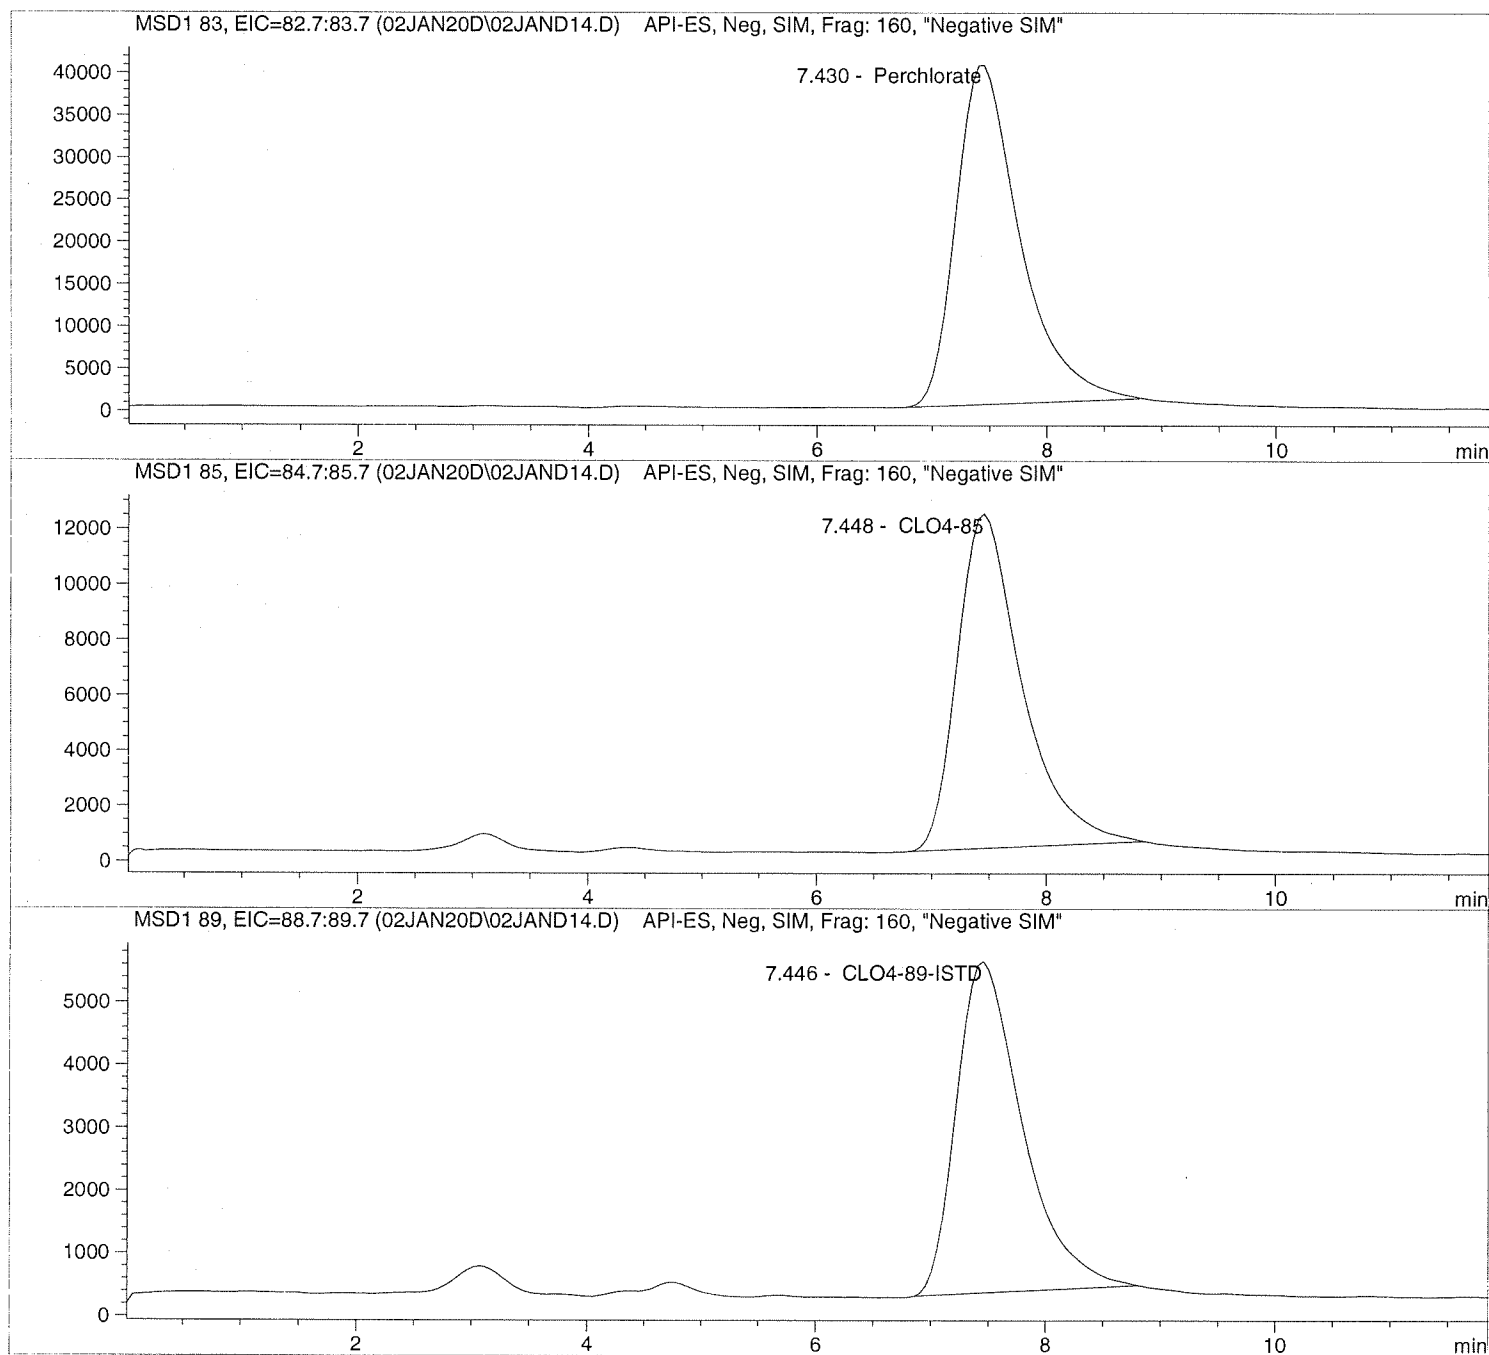 MSD1 83, EIC=82.7:83.7 (02JAN20D\02JAND14.D) API-ES, Neg, SIM, Frag: 160, "Negative SIM"
40000
7.430 - Perchlorate
35000
30000
25000
20000
15000
10000
5000
0
2 4 6 8 10 min
MSD1 85, EIC=84.7:85.7 (02JAN20D\02JAND14.D) API-ES, Neg, SIM, Frag: 160, "Negative SIM"
12000
7.448 - CLO4-85
10000
8000
6000
4000
2000
0
2 4 6 8 10 min
MSD1 89, EIC=88.7:89.7 (02JAN20D\02JAND14.D) API-ES, Neg, SIM, Frag: 160, "Negative SIM"
7.446 - CLO4-89-ISTD
5000
4000
3000
2000
1000
0
2 4 6 8 10 min